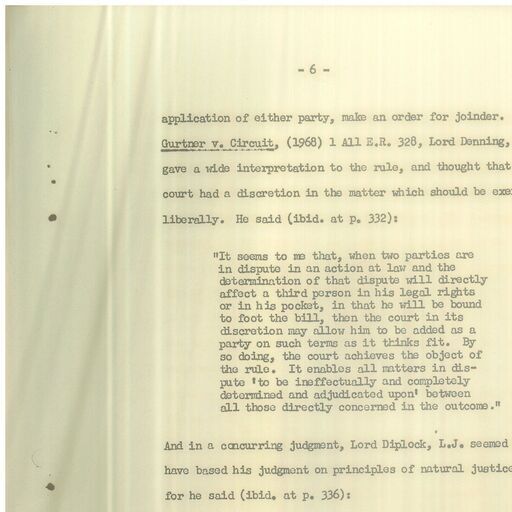 - 6 -
application of either party, make an order for joinder.
Gurtner v. Circuit, (1968) 1 All E.R. 328, Lord Denning,
gave a wide interpretation to the rule, and thought that
court had a discretion in the matter which should be exe
liberally. He said (ibid. at p. 332):
"It seems to me that, when two parties are
in dispute in an action at law and the
determination of that dispute will directly
affect a third person in his legal rights
or in his pocket, in that he will be bound
to foot the bill, then the court in its
discretion may allow him to be added as a
party on such terms as it thinks fit. By
so doing, the court achieves the object of
the rule. It enables all matters in dis-
pute 'to be ineffectually and completely
determined and adjudicated upon' between
all those directly concerned in the outcome."
And in a concurring judgment, Lord Diplock, L.J. seemed
have based his judgment on principles of natural justice
for he said (ibid. at p. 336):